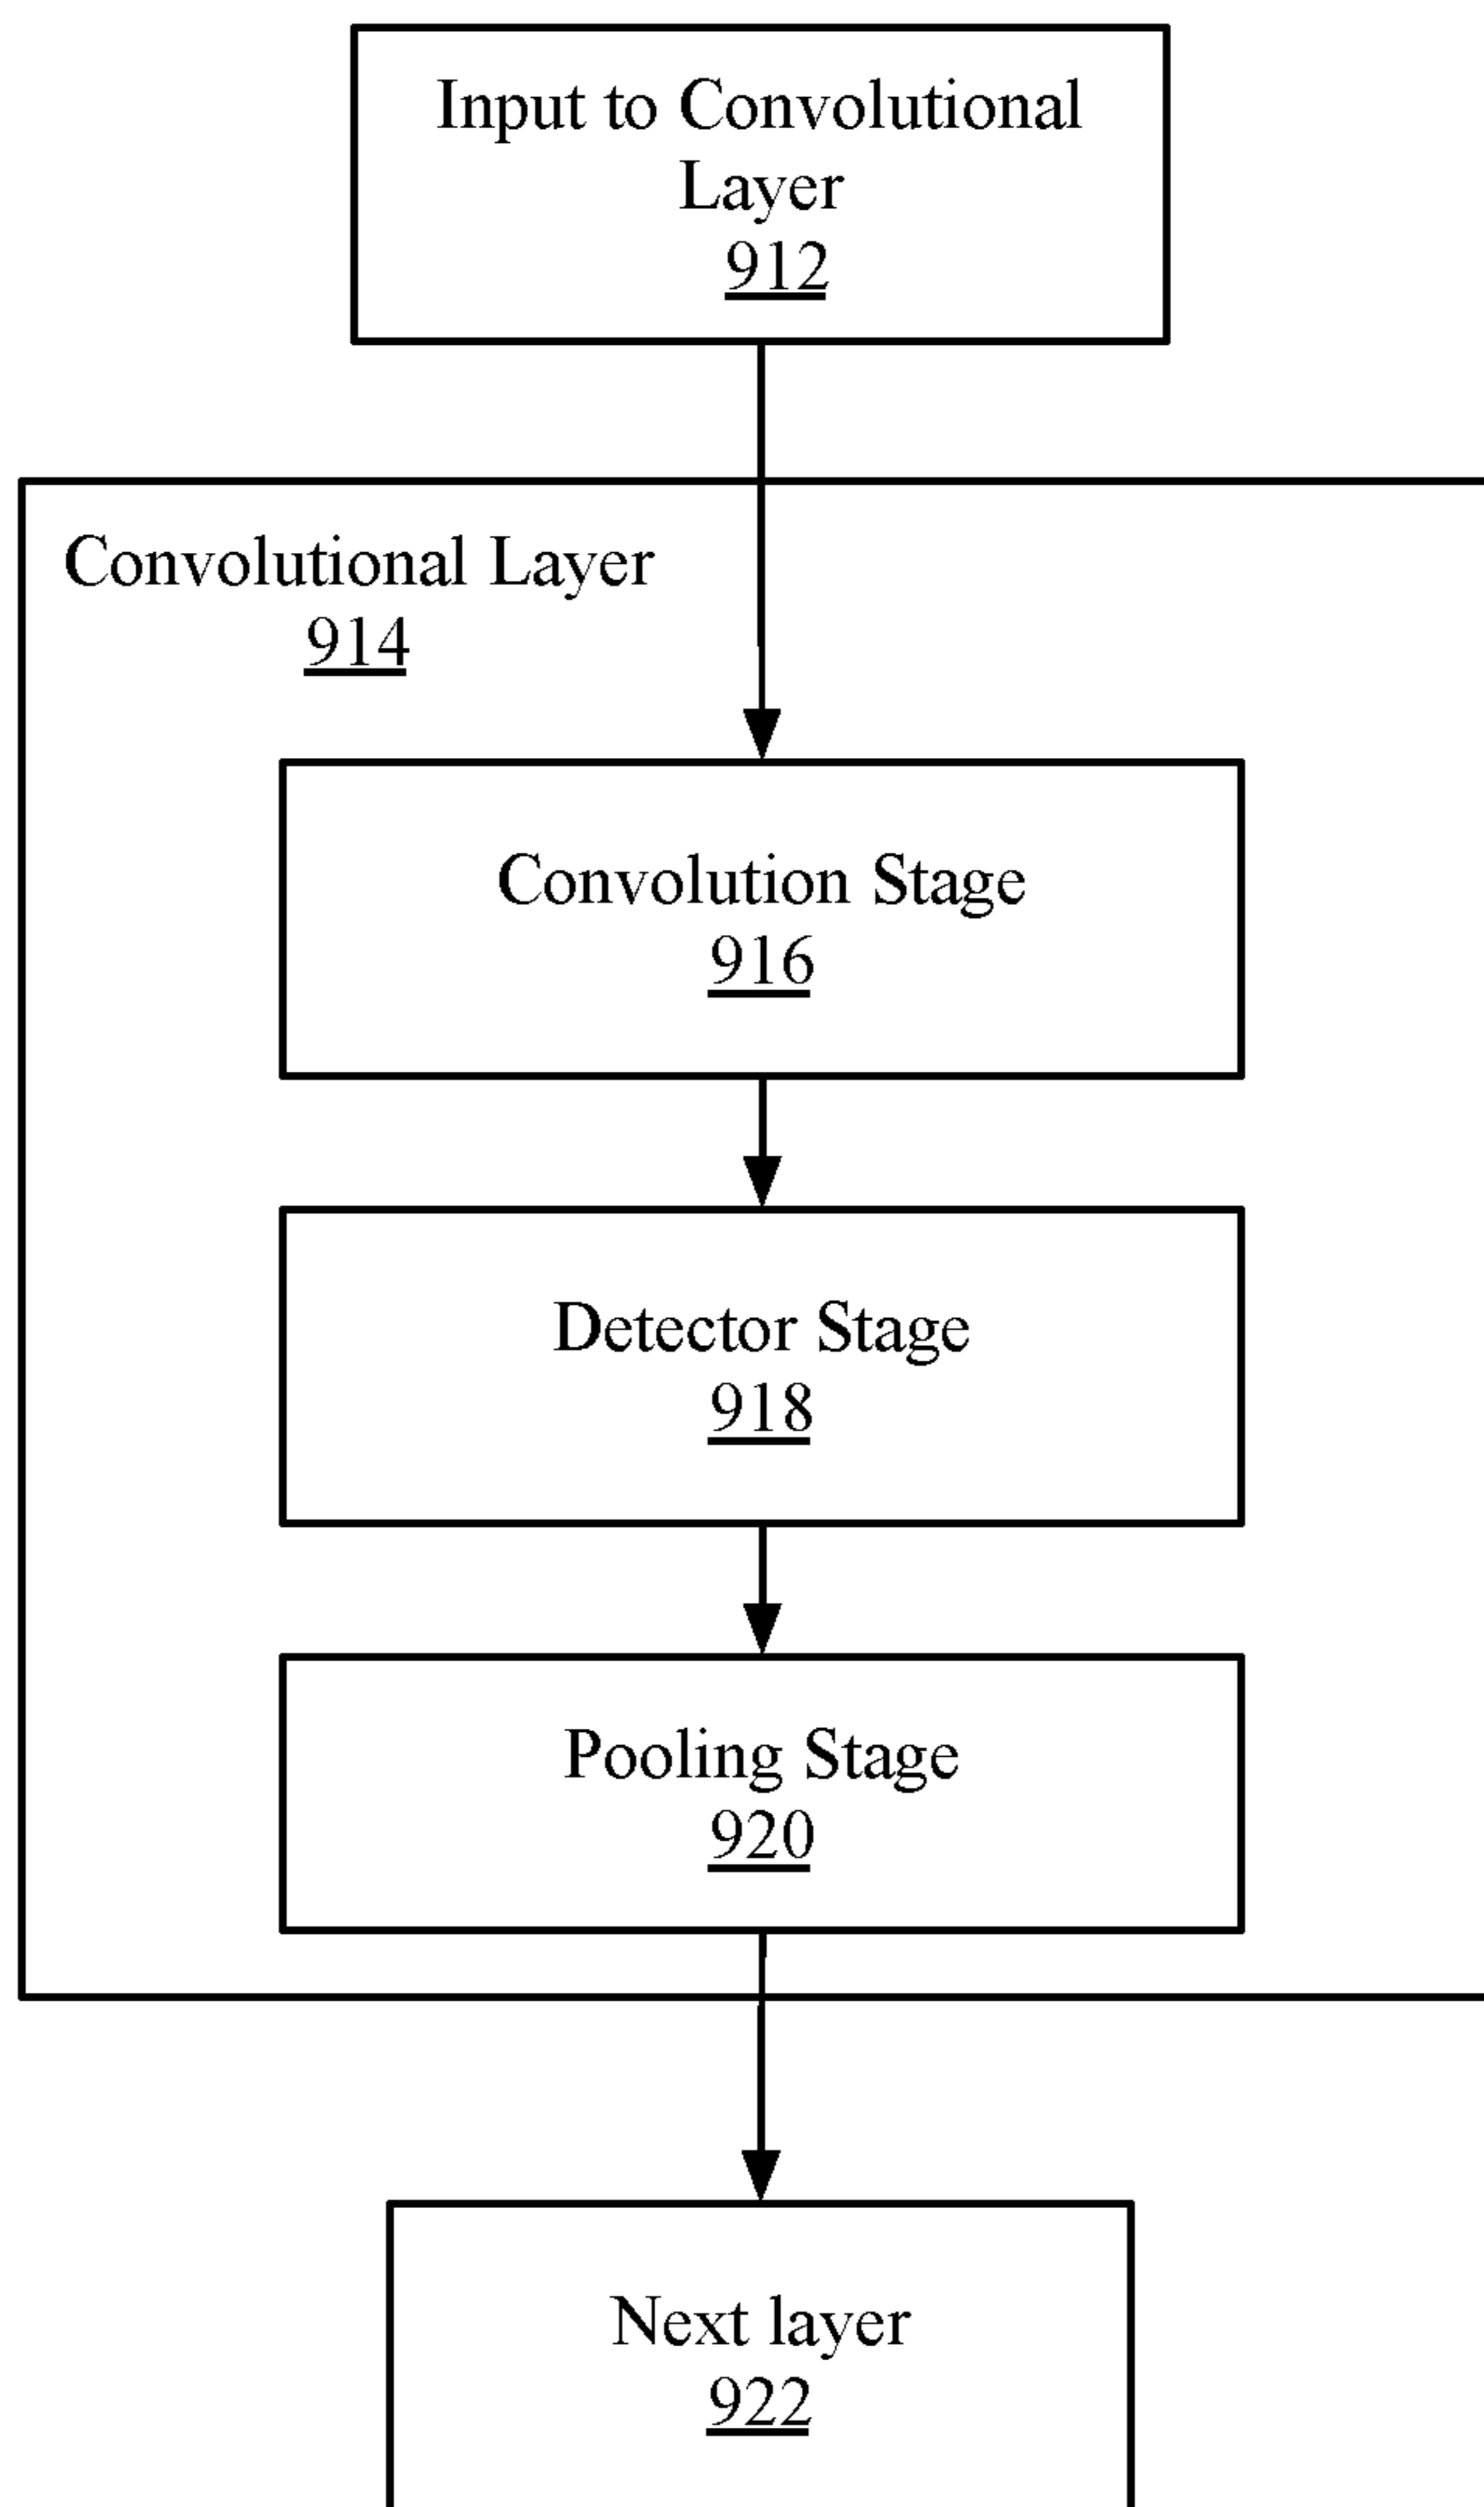 Input to Convolutional
Layer
912
Convolutional Layer
914
Convolution Stage
916
Detector Stage
918
Pooling Stage
920
Next layer
922